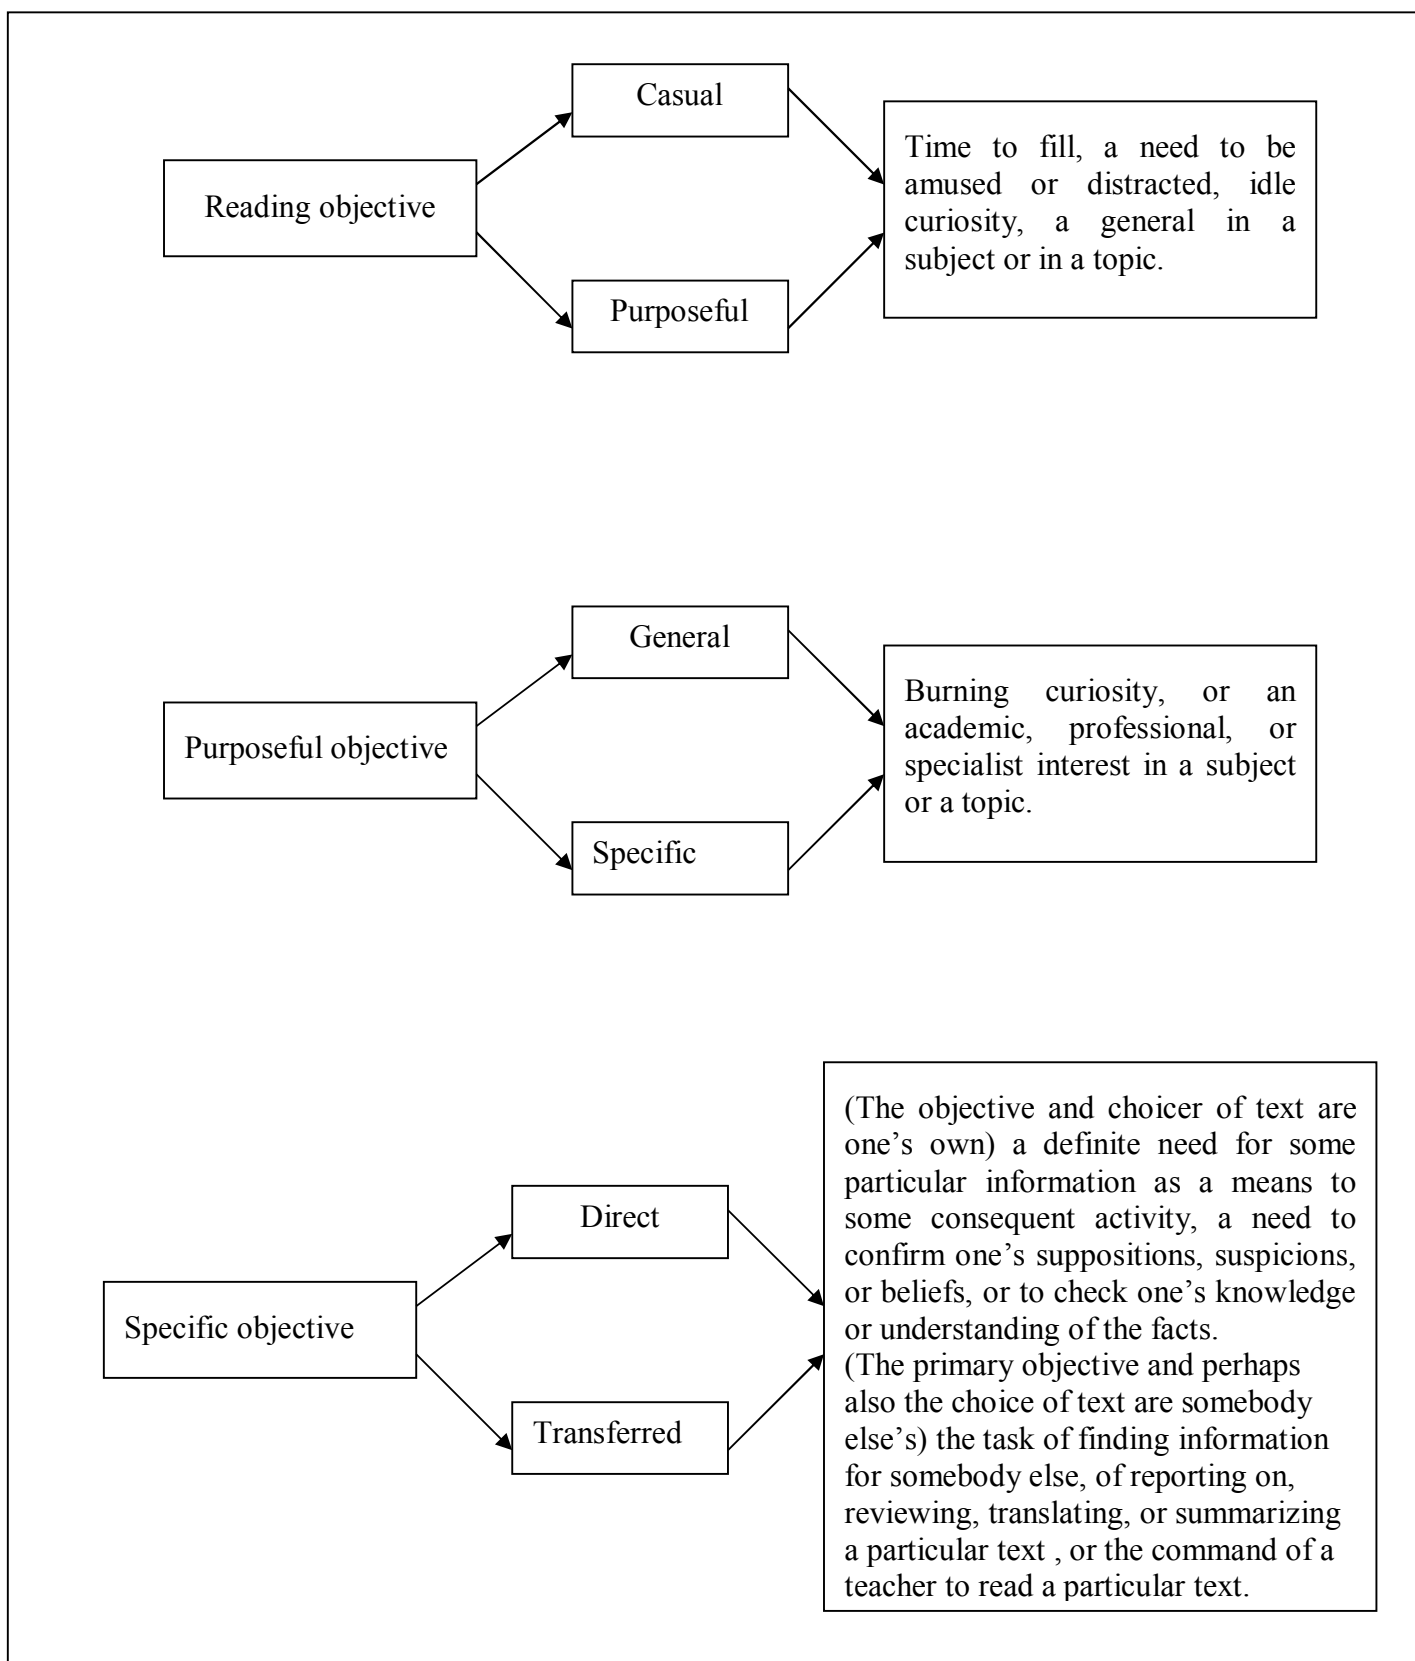 Casual
Reading objective
Purposeful
Time to fill, a need to be
amused or distracted, idle
curiosity, a general in a
subject or in a topic.
General
Purposeful objective
Specific
Burning curiosity, or an
academic, professional, or
specialist interest in a subject
or a topic.
Direct
Specific objective
Transferred
(The objective and choicer of text are
one’s own) a definite need for some
particular information as a means to
some consequent activity, a need to
confirm one’s suppositions, suspicions,
or beliefs, or to check one’s knowledge
or understanding of the facts.
(The primary objective and perhaps
also the choice of text are somebody
else’s) the task of finding information
for somebody else, of reporting on,
reviewing, translating, or summarizing
a particular text , or the command of a
teacher to read a particular text.